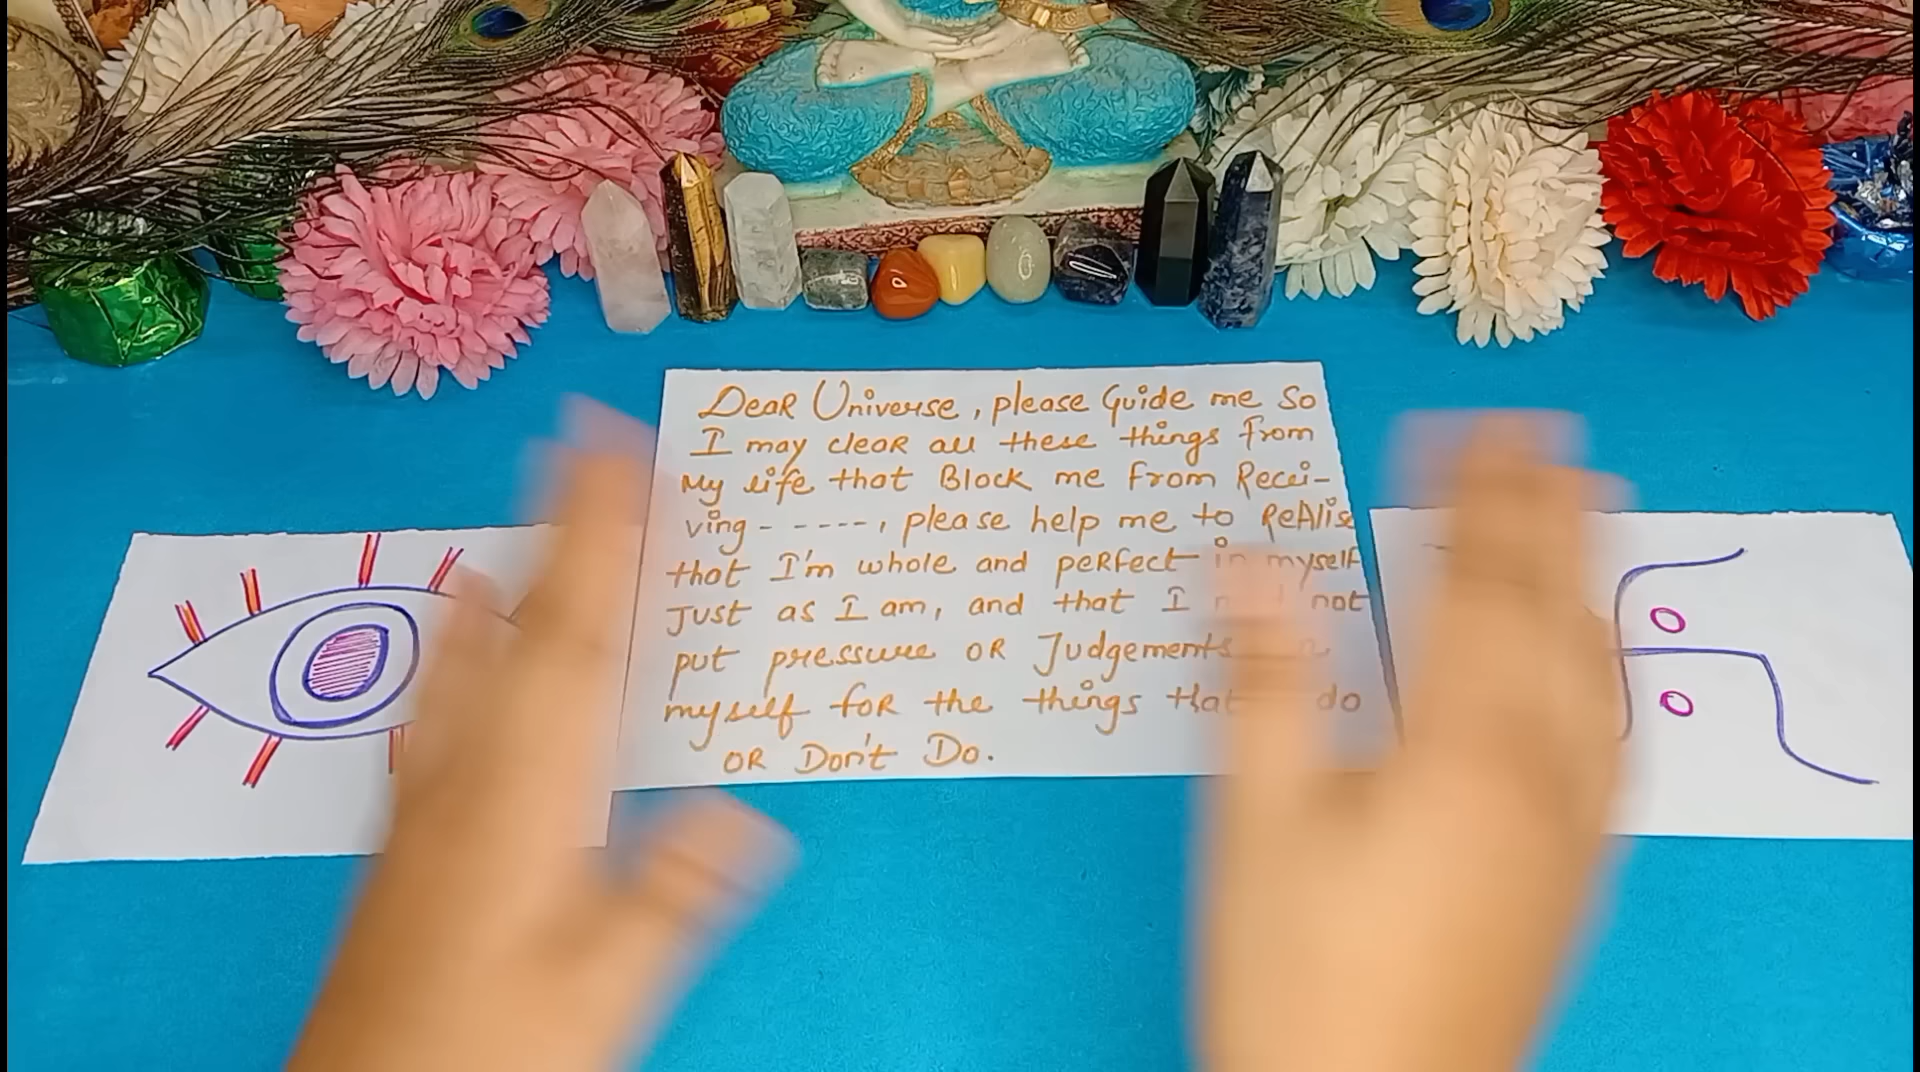 Dear Universe, please Guide me so
I may clear all these things from
My life that Block me from Recei-
ving - ----, please help me to ReAlise
that I'm whole and perfect in myself
Just as I am, and that I not
put pressure or Judgements
myself for the things that do
or Don't Do.